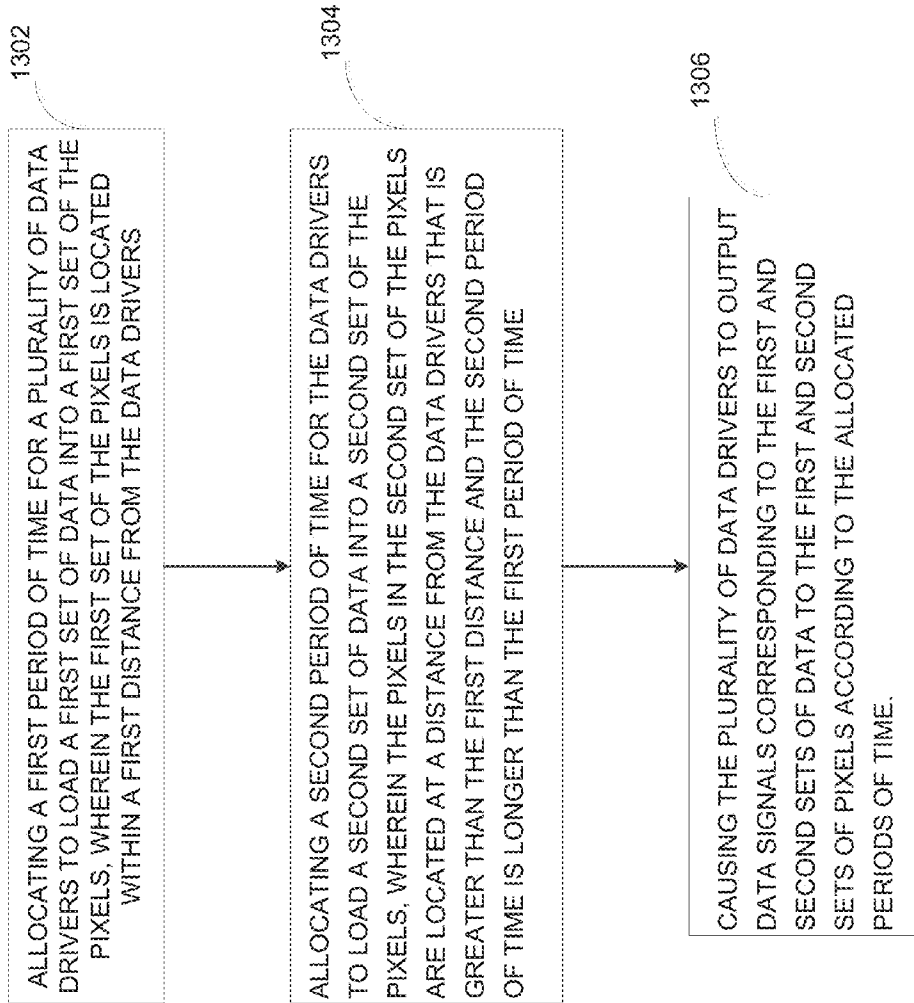 1302
ALLOCATING A FIRST PERIOD OF TIME FOR A PLURALITY OF DATA
DRIVERS TO LOAD A FIRST SET OF DATA INTO A FIRST SET OF THE
PIXELS, WHEREIN THE FIRST SET OF THE PIXELS IS LOCATED
WITHIN A FIRST DISTANCE FROM THE DATA DRIVERS
1304
ALLOCATING A SECOND PERIOD OF TIME FOR THE DATA DRIVERS
TO LOAD A SECOND SET OF DATA INTO A SECOND SET OF THE
PIXELS, WHEREIN THE PIXELS IN THE SECOND SET OF THE PIXELS
ARE LOCATED AT A DISTANCE FROM THE DATA DRIVERS THAT IS
GREATER THAN THE FIRST DISTANCE AND THE SECOND PERIOD
OF TIME IS LONGER THAN THE FIRST PERIOD OF TIME
1306
CAUSING THE PLURALITY OF DATA DRIVERS TO OUTPUT
DATA SIGNALS CORRESPONDING TO THE FIRST AND
SECOND SETS OF DATA TO THE FIRST AND SECOND
SETS OF PIXELS ACCORDING TO THE ALLOCATED
PERIODS OF TIME.